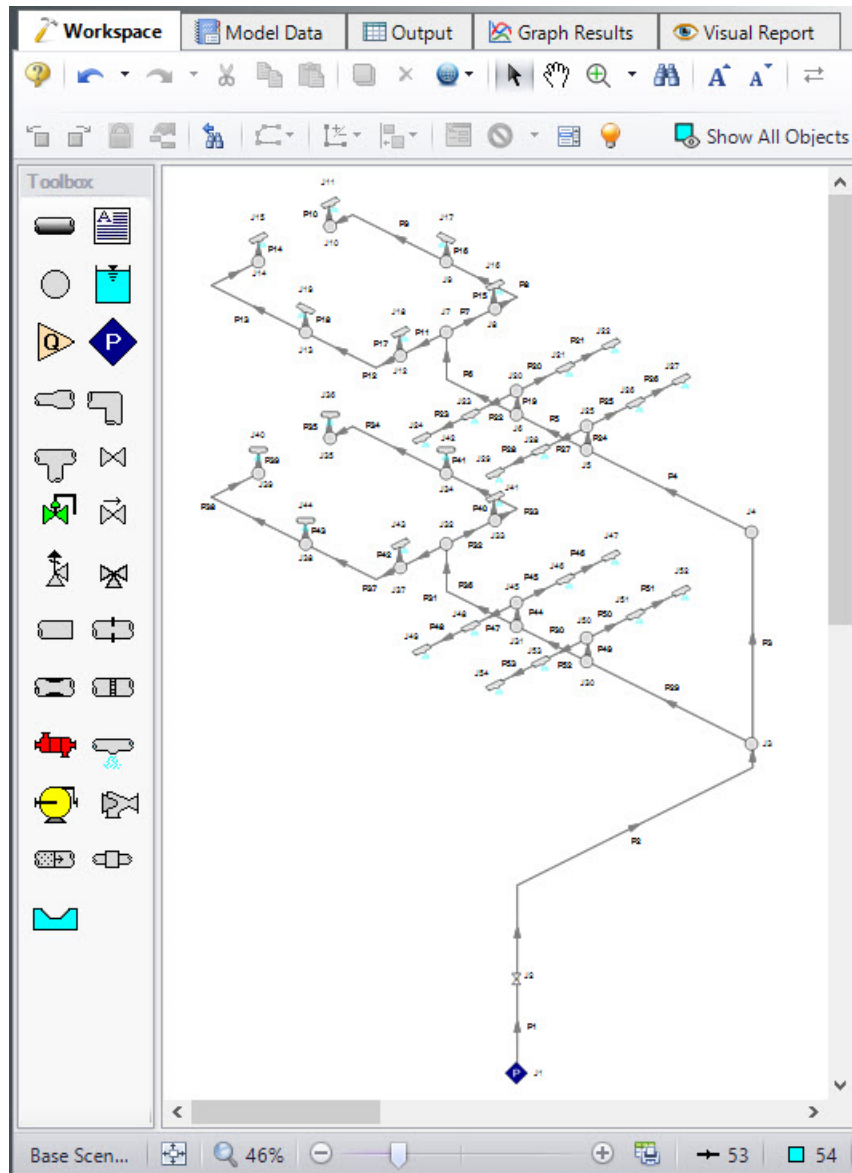 Workspace Model Data Output Graph Results Visual Report
A A
Show All Objects
Toolbox
A
Q P
J11
J15 P10 P9 J17
P14 J10 P16
J14 J9 J16
J19 P15 P8
P13 P18 J18 J7 P7 J8
J13 P17 P11 J22
P12 J12 P21
P6 J20 P20 J21 J27
J23 P19 P26
J36 P23 P22 J6 P5 J25 P25 J26
P35 P34 J24 J28 P24
J40 J42 J29 P28 P27 J5
J35 P41 P4
P39 J34 J41
J39 P40 J4
P38 J44 P33
P43 J43 J32 P32 J33 J47
J38 P42 P46
P37 J37 P36 J45 P45 J46 J52
P31 P44 P51
J48 J50 P50 J51
P48 P47 J31 P30 P49 P3
J49 J53
J54 P53 P52 J30 P29
J3
P2
J2
P1
P J1
Base Scen... 46% 53 54